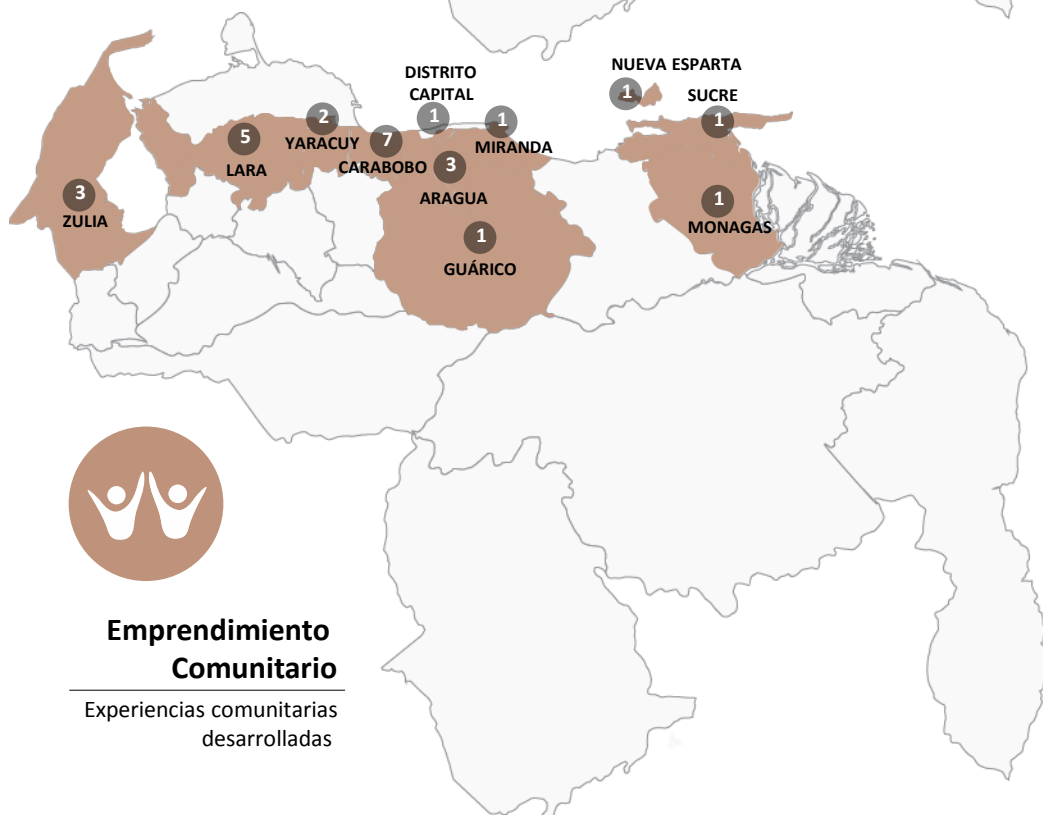 NUEVA ESPARTA
1
DISTRITO
CAPITAL
1
SUCRE
1
1
MIRANDA
2
YARACUY
7
CARABOBO
5
LARA
3
ARAGUA
3
ZULIA
1
MONAGAS
1
GUÁRICO
Emprendimiento
Comunitario
Experiencias comunitarias
desarrolladas